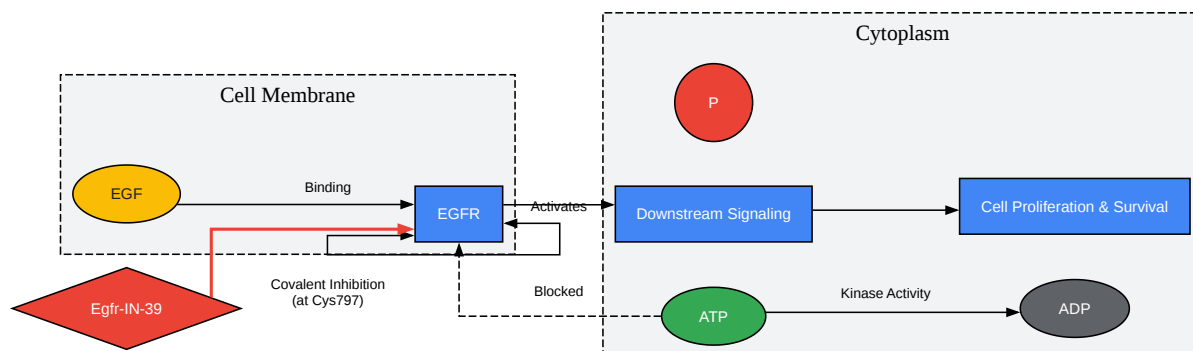 Cytoplasm
Cell Membrane
P
EGF
Binding
EGFR
Activates
Downstream Signaling
Cell Proliferation & Survival
Egfr-IN-39
Covalent Inhibition
(at Cys797)
Blocked
ATP
Kinase Activity
ADP